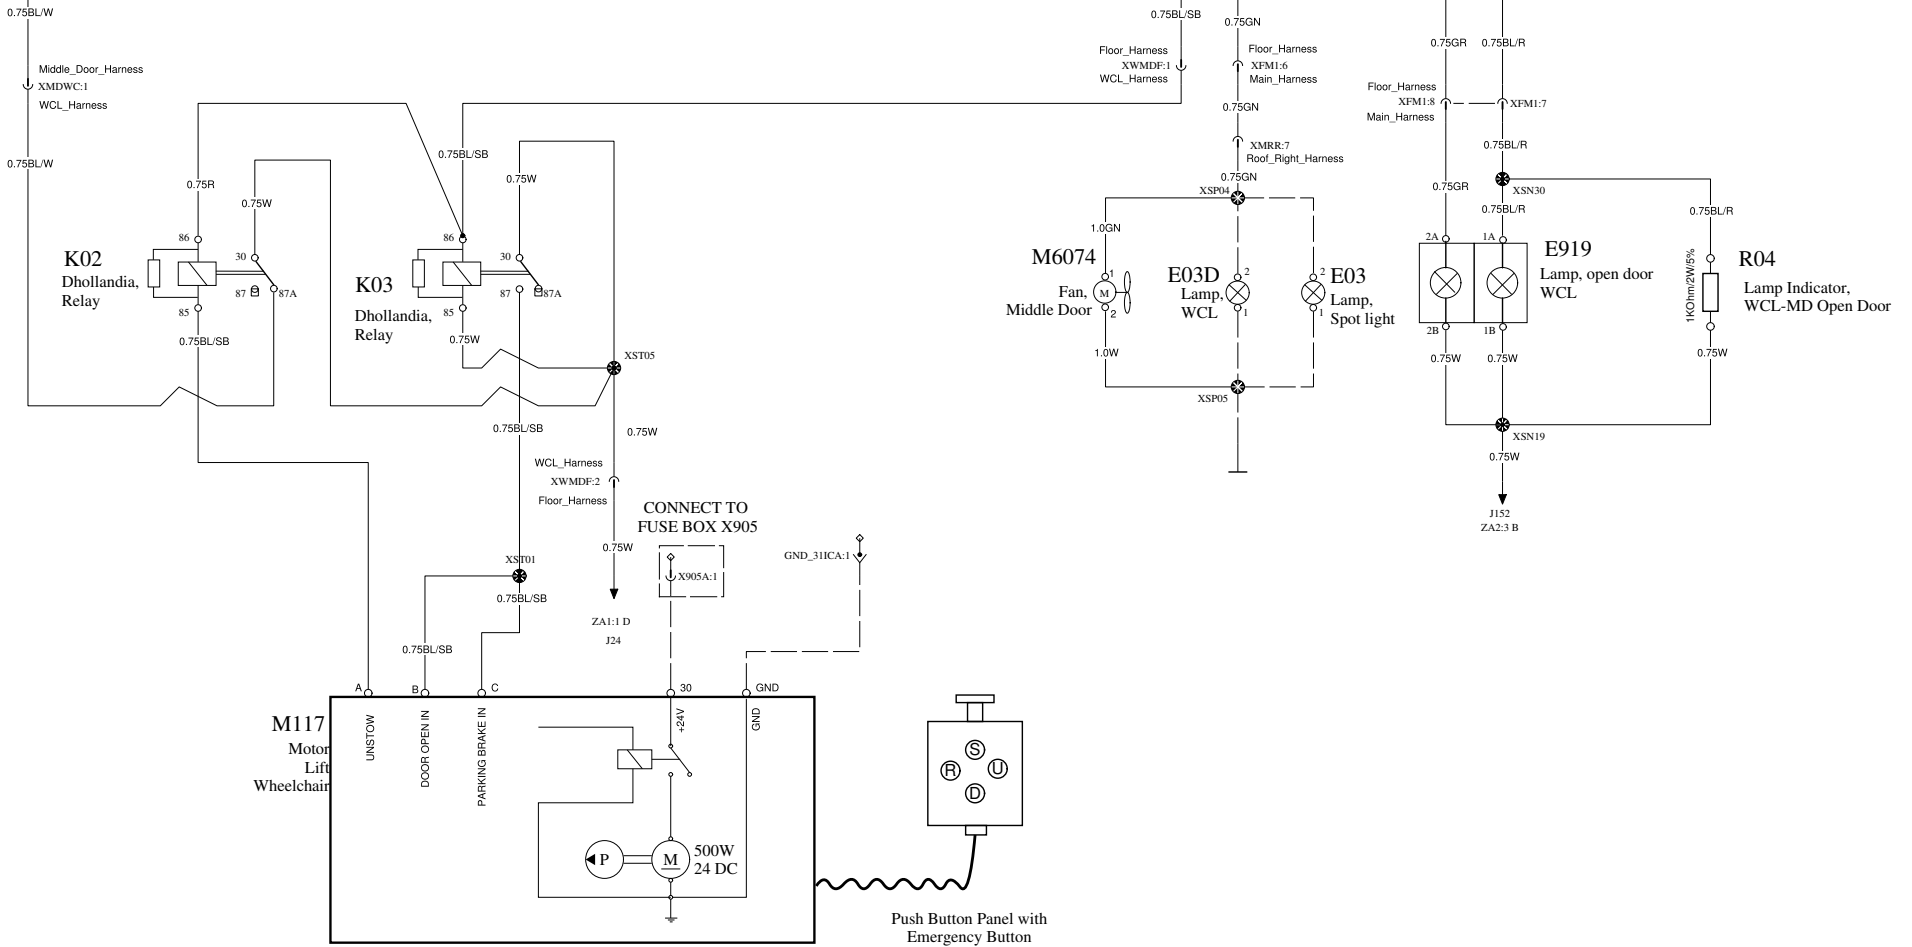 0.75BL/W
Middle_Door_Harness
XMDWC:1
WCL_Harness
0.75BL/W
0.75R
0.75W
86
30
K02
Dhollandia,
Relay
87
87A
85
0.75BL/SB
0.75BL/SB
0.75W
86
30
K03
Dhollandia,
Relay
87
87A
85
0.75W
XST05
0.75BL/SB
0.75W
WCL_Harness
XWMDF:2
Floor_Harness
0.75W
ZA1:1 D
J24
XST01
0.75BL/SB
0.75BL/SB
CONNECT TO
FUSE BOX X905
X905A:1
GND_31ICA:1
A
B
C
30
GND
M117
Motor
Lift
Wheelchair
UNSTOW
DOOR OPEN IN
PARKING BRAKE IN
+24V
GND
P
M
500W
24 DC
S
R
U
D
Push Button Panel with
Emergency Button
0.75BL/SB
Floor_Harness
XWMDF:1
WCL_Harness
0.75GN
Floor_Harness
XFM1:6
Main_Harness
0.75GN
XMRR:7
Roof_Right_Harness
0.75GN
XSP04
1.0GN
M6074
Fan,
Middle Door
1
M
2
1.0W
E03D
Lamp,
WCL
2
1
E03
Lamp,
Spot light
2
1
XSP05
0.75GR
0.75BL/R
Floor_Harness
XFM1:8
Main_Harness
XFM1:7
0.75BL/R
0.75GR
XSN30
0.75BL/R
0.75BL/R
2A
1A
E919
Lamp, open door
WCL
2B
1B
1KOhm/2W/5%
R04
Lamp Indicator,
WCL-MD Open Door
0.75W
0.75W
0.75W
XSN19
0.75W
J152
ZA2:3 B